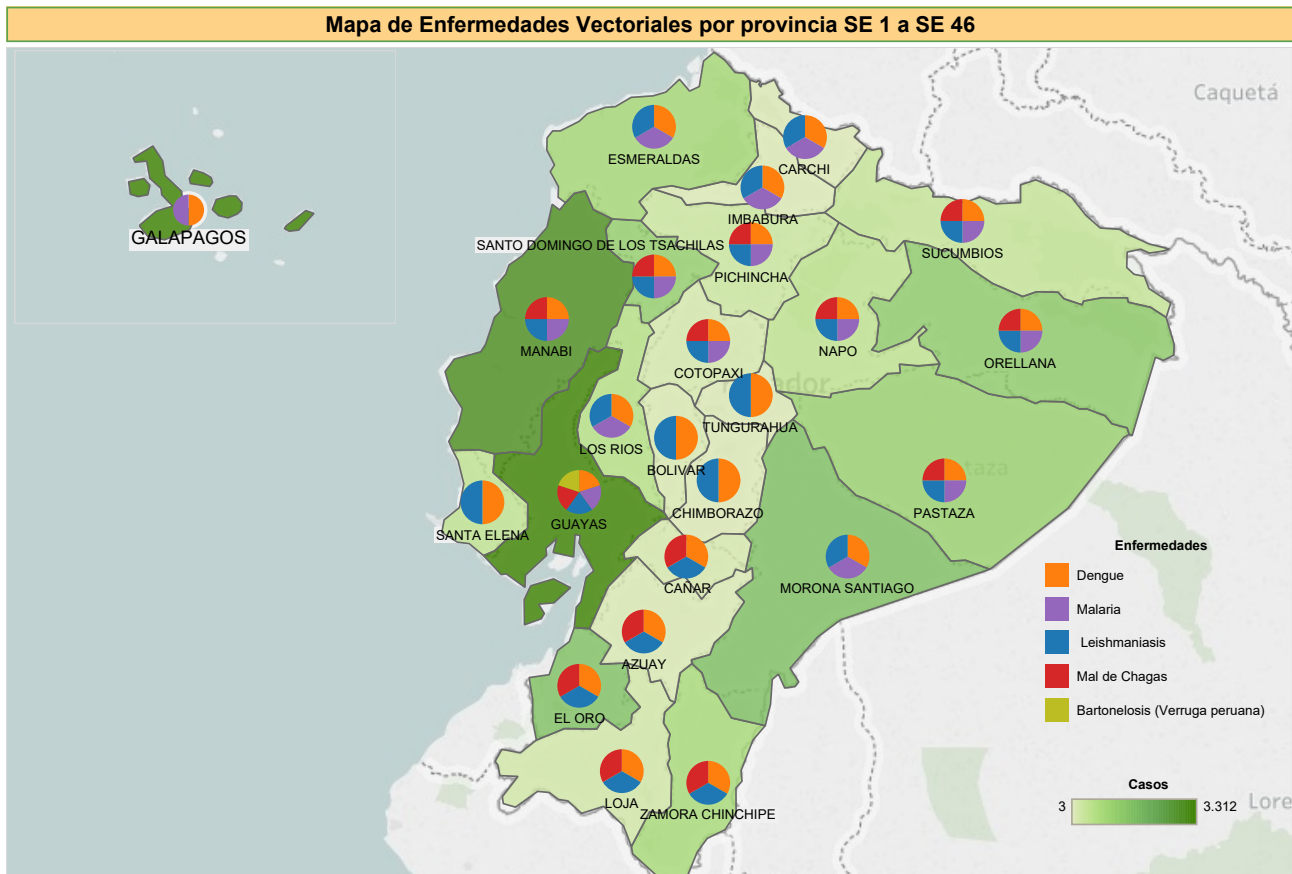 Mapa de Enfermedades Vectoriales por provincia SE 1 a SE 46
Caquetá
ESMERALDAS
CARCHI
IMBABURA
GALAPAGOS
SANTO DOMINGO DE LOS TSACHILAS
SUCUMBIOS
PICHINCHA
MANABI
NAPO
ORELLANA
COTOPAXI
TUNGURAHUA
LOS RIOS
BOLIVAR
CHIMBORAZO
PASTAZA
GUAYAS
SANTA ELENA
Enfermedades
Dengue
CAÑAR
MORONA SANTIAGO
Malaria
Leishmaniasis
AZUAY
Mal de Chagas
Bartonelosis (Verruga peruana)
EL ORO
Casos
LOJA
3
3.312
Lore
ZAMORA CHINCHIPE